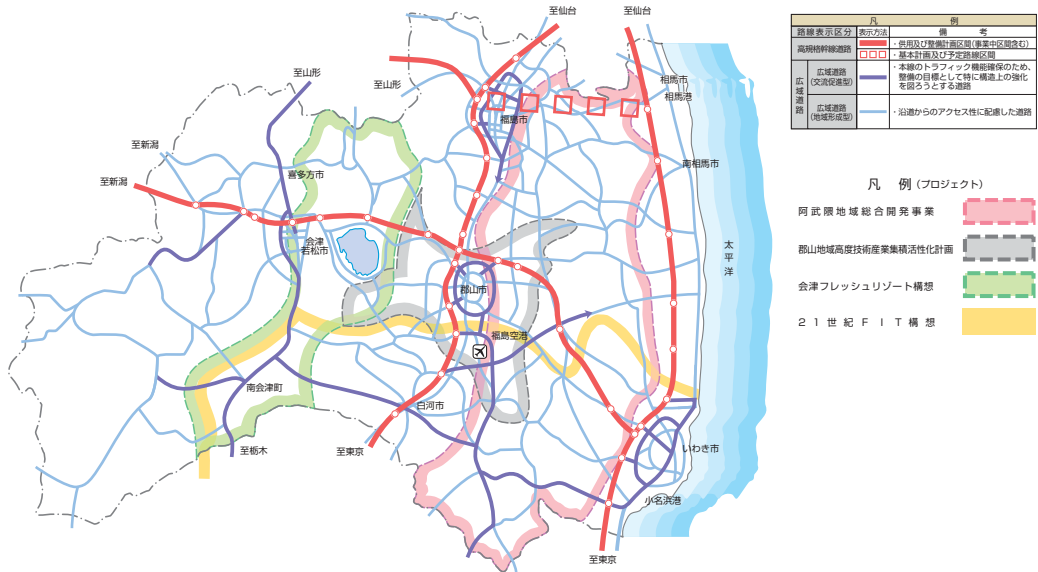 至仙台
至仙台
至山形
至山形
相馬市
相馬港
福島市
至新潟
至新潟
喜多方市
南相馬市
会津
若松市
太平洋
郡山市
福島空港
南会津町
白河市
至栃木
至東京
いわき市
小名浜港
至東京
凡 例
路線表示区分 表示方法 備 考
高規格幹線道路 ・供用及び整備計画区間(事業中区間含む)
・基本計画及び予定路線区間
広域道路
広域道路
(交流促進型)
・本線のトラフィック機能確保のため、
整備の目標として特に構造上の強化
を図ろうとする道路
広域道路
(地域形成型)
・沿道からのアクセス性に配慮した道路
凡 例 (プロジェクト)
阿武隈地域総合開発事業
郡山地域高度技術産業集積活性化計画
会津フレッシュリゾート構想
21世紀FIT構想